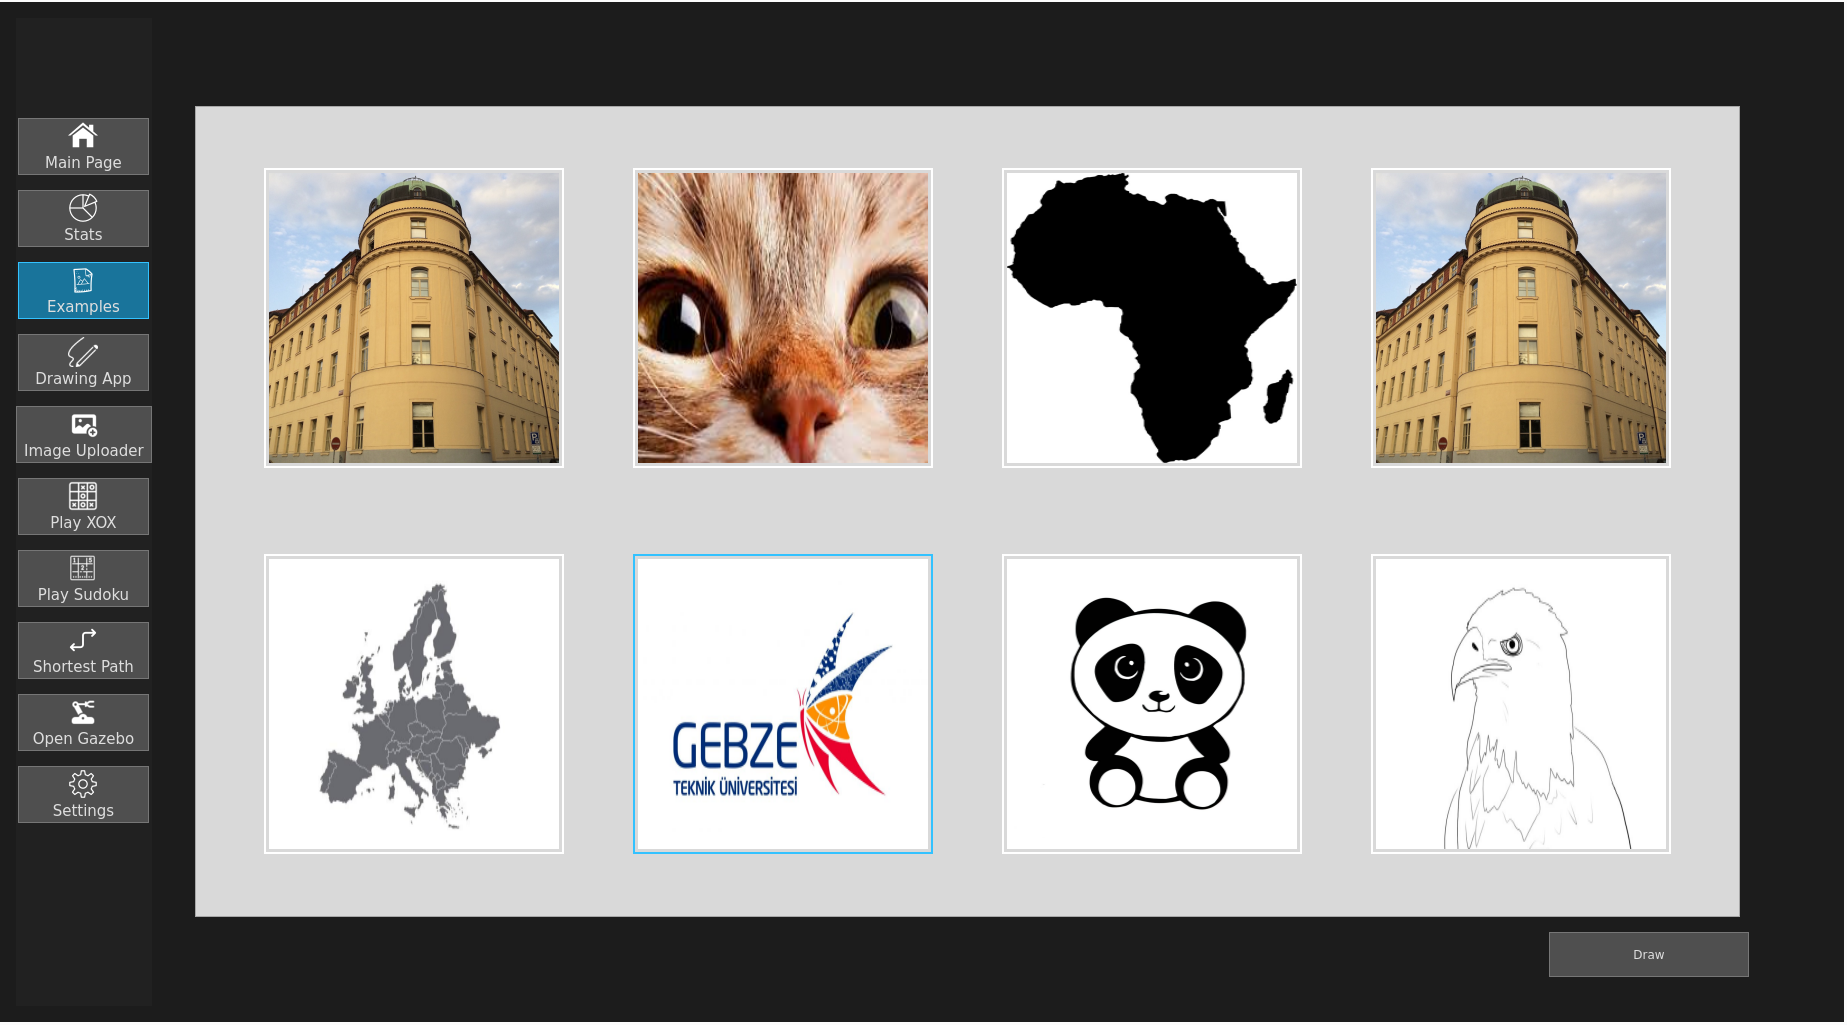 Main Page
Stats
Examples
Drawing App
Image Uploader
Play XOX
Play Sudoku
Shortest Path
Open Gazebo
Settings
GEBZE
TEKNİK ÜNİVERSİTESİ
Draw